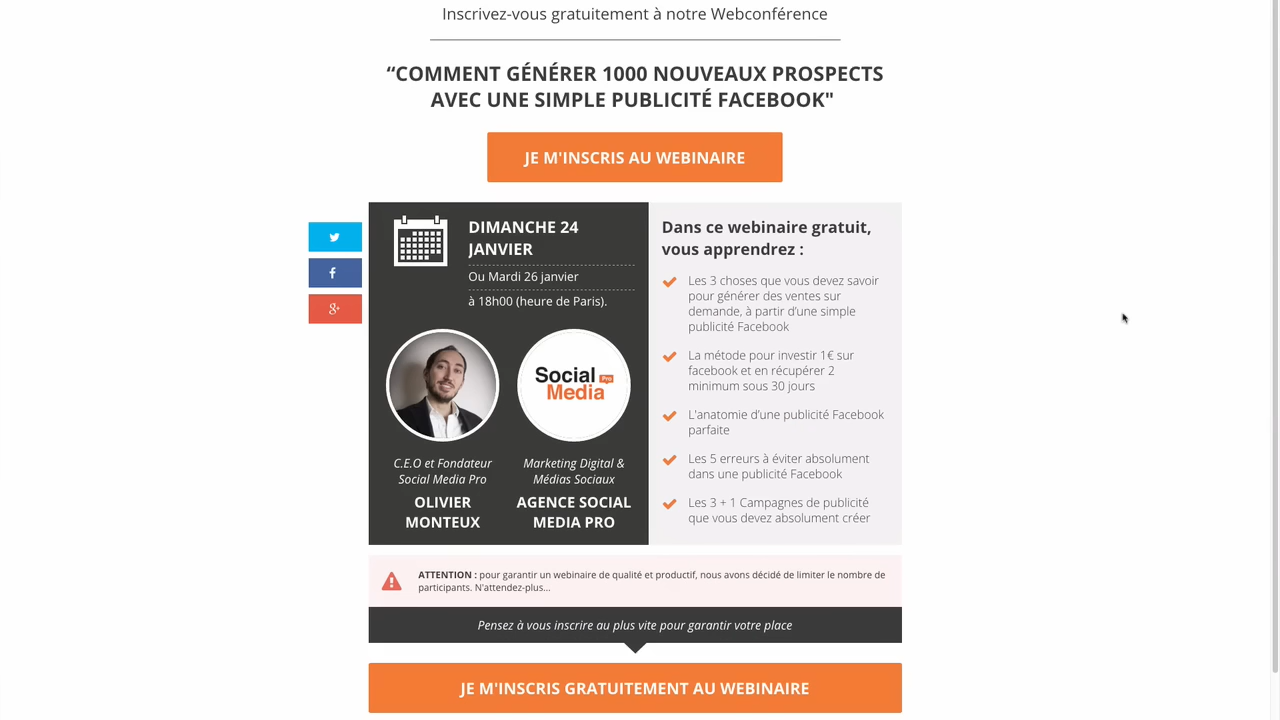 Inscrivez-vous gratuitement à notre Webconférence
“COMMENT GÉNÉRER 1000 NOUVEAUX PROSPECTS
AVEC UNE SIMPLE PUBLICITÉ FACEBOOK"
JE M'INSCRIS AU WEBINAIRE
DIMANCHE 24
JANVIER
Ou Mardi 26 janvier
à 18h00 (heure de Paris).
Social Pro
Media
C.E.O et Fondateur
Social Media Pro
OLIVIER
MONTEUX
Marketing Digital &
Médias Sociaux
AGENCE SOCIAL
MEDIA PRO
Dans ce webinaire gratuit,
vous apprendrez :
Les 3 choses que vous devez savoir
pour générer des ventes sur
demande, à partir d'une simple
publicité Facebook
La métode pour investir 1€ sur
facebook et en récupérer 2
minimum sous 30 jours
L'anatomie d'une publicité Facebook
parfaite
Les 5 erreurs à éviter absolument
dans une publicité Facebook
Les 3 + 1 Campagnes de publicité
que vous devez absolument créer
ATTENTION : pour garantir un webinaire de qualité et productif, nous avons décidé de limiter le nombre de
participants. N'attendez-plus...
Pensez à vous inscrire au plus vite pour garantir votre place
JE M'INSCRIS GRATUITEMENT AU WEBINAIRE